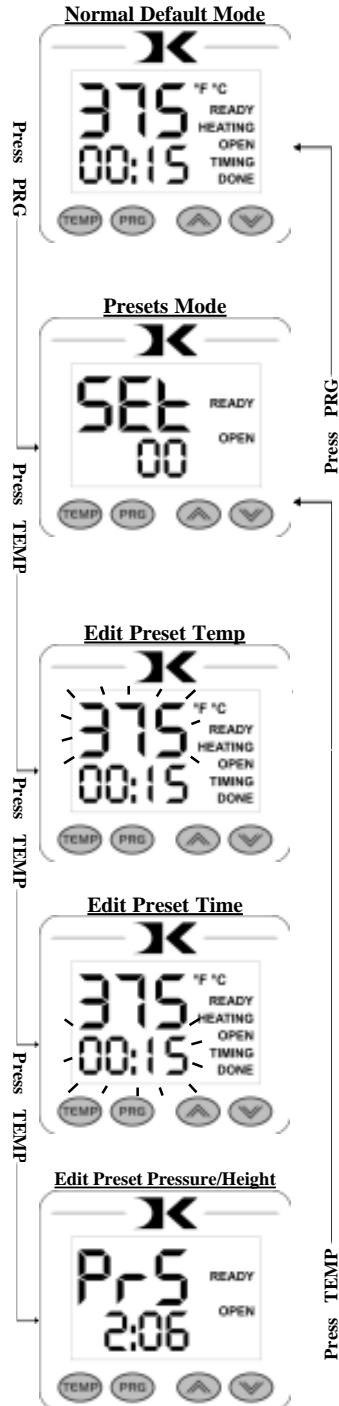 Normal Default Mode
375 °F °C
READY
HEATING
OPEN
00:15 TIMING
DONE
TEMP PRG
Press PRG
Presets Mode
SEt READY
OPEN
00
TEMP PRG
Press PRG
Press TEMP
Edit Preset Temp
375 °F °C
READY
HEATING
OPEN
00:15 TIMING
DONE
TEMP PRG
Press TEMP
Edit Preset Time
375 °F °C
READY
HEATING
OPEN
00:15 TIMING
DONE
TEMP PRG
Press TEMP
Edit Preset Pressure/Height
PrS READY
OPEN
2:06
TEMP PRG
Press TEMP